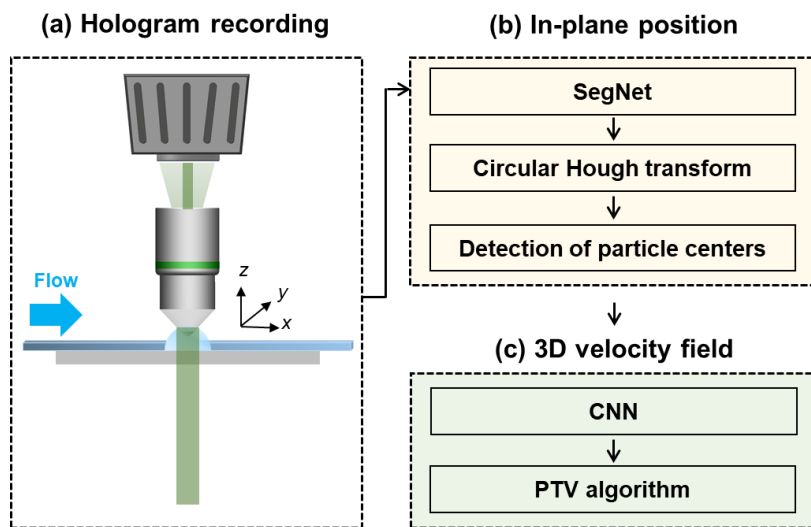 (a) Hologram recording
Flow
z
y
x
(b) In-plane position
SegNet
Circular Hough transform
Detection of particle centers
(c) 3D velocity field
CNN
PTV algorithm